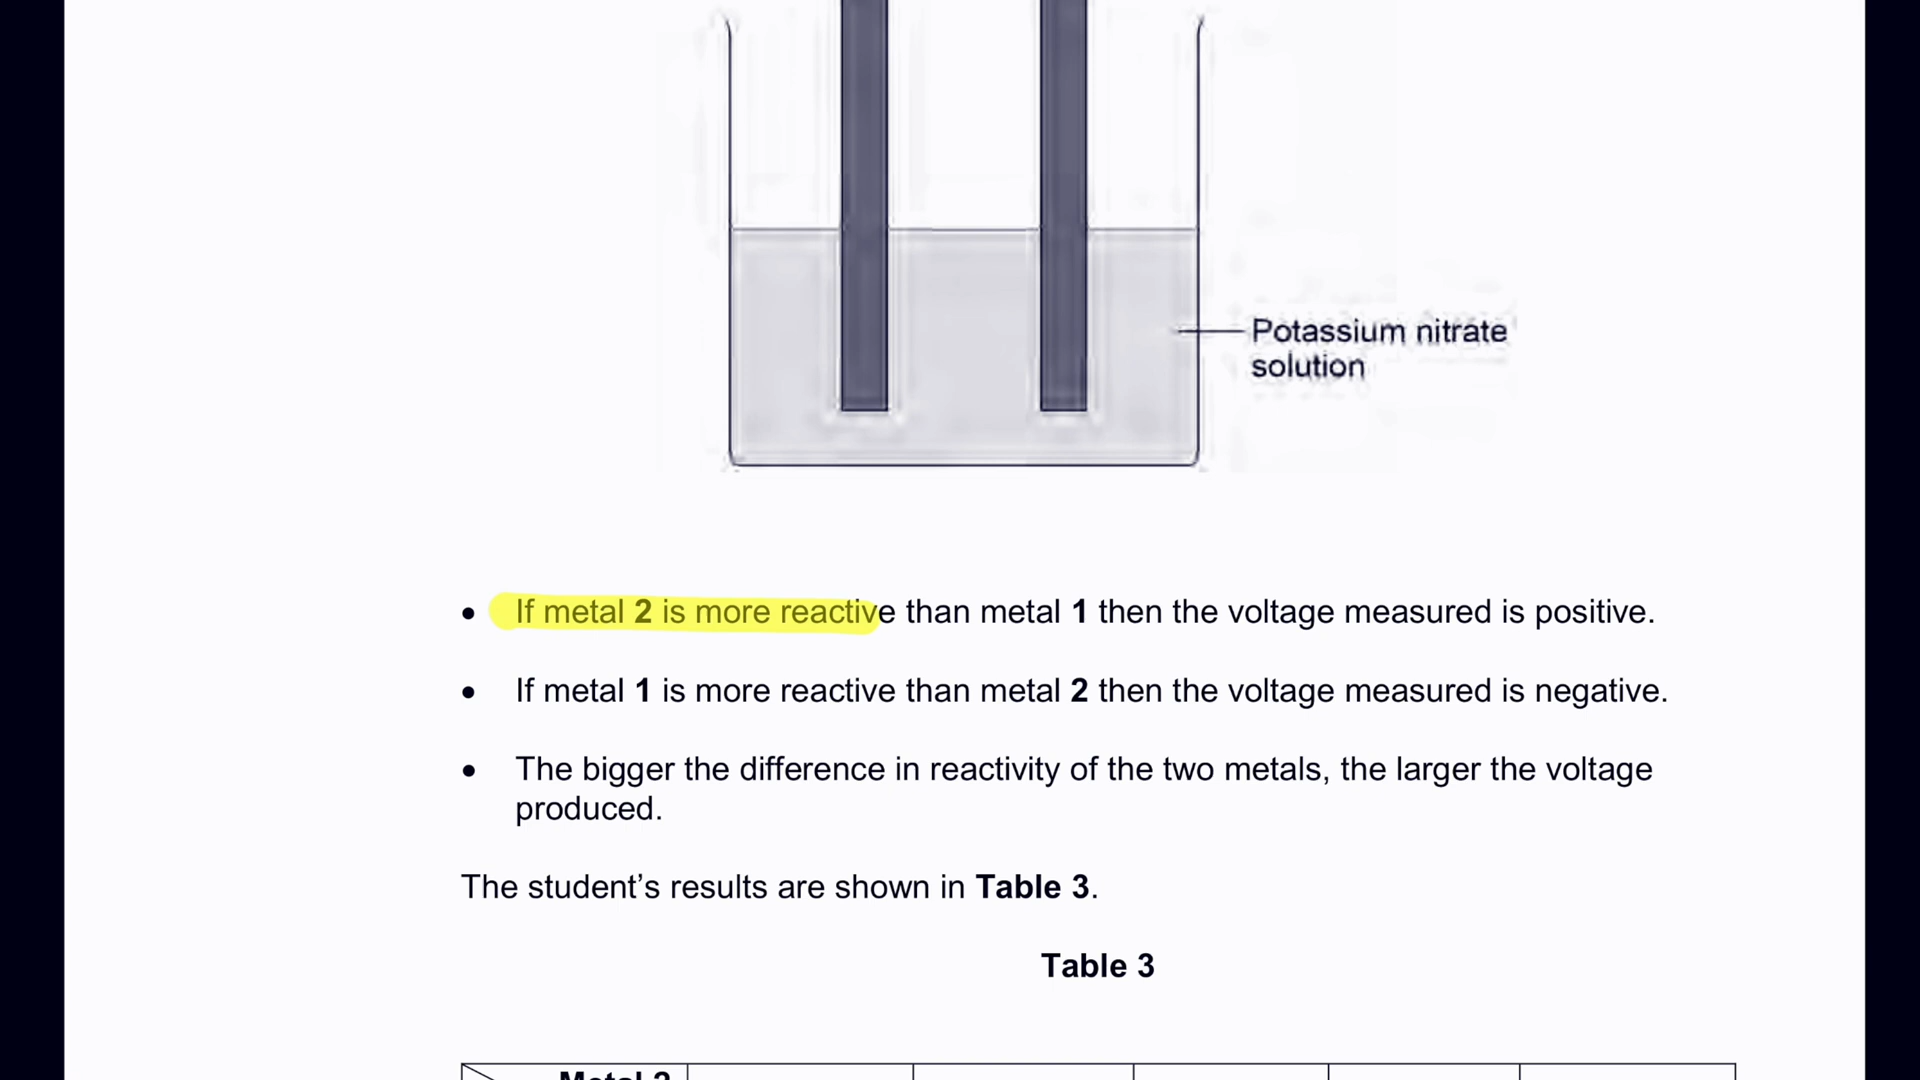 Potassium nitrate
solution
• If metal 2 is more reactive than metal 1 then the voltage measured is positive.
• If metal 1 is more reactive than metal 2 then the voltage measured is negative.
• The bigger the difference in reactivity of the two metals, the larger the voltage
produced.
The student’s results are shown in Table 3.
Table 3
Metal 2